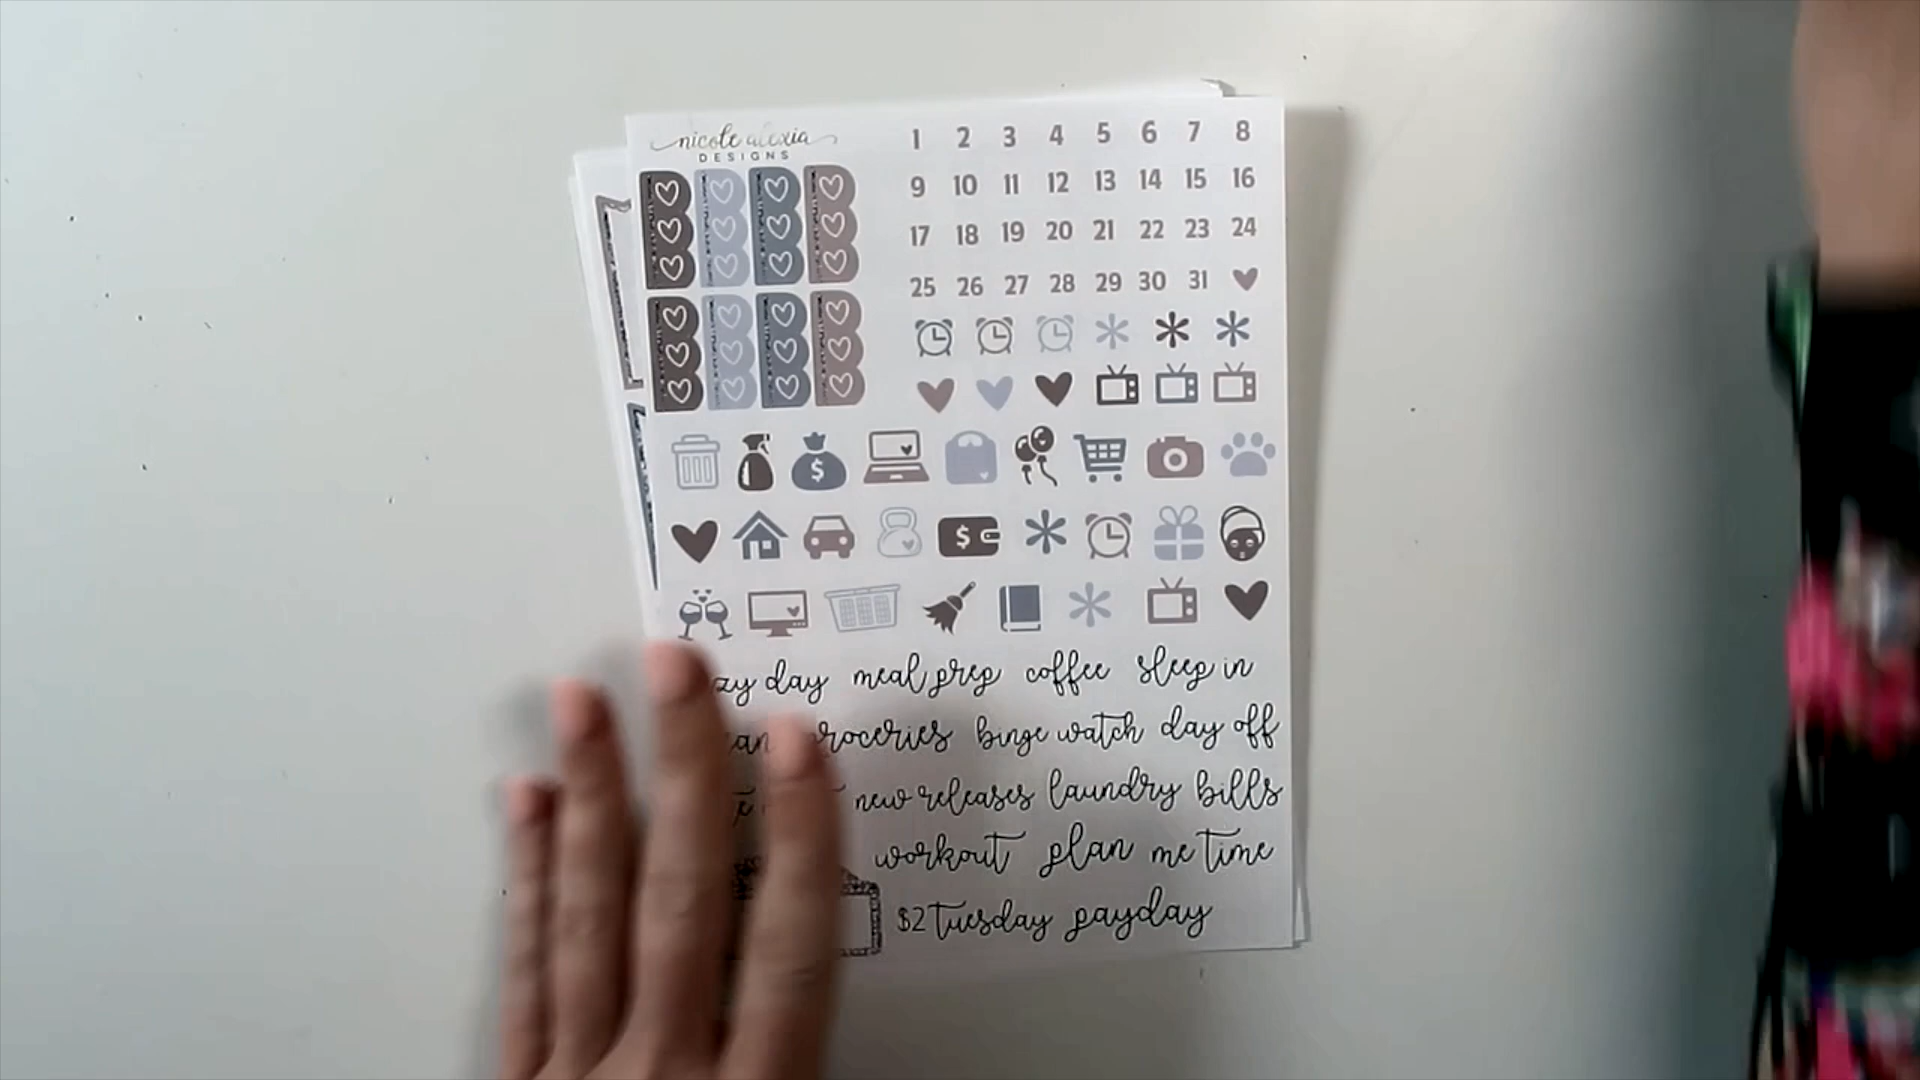 nicole alexia
DESIGNS
1 2 3 4 5 6 7 8
9 10 11 12 13 14 15 16
17 18 19 20 21 22 23 24
25 26 27 28 29 30 31
$
$
day meal prep coffee sleep in
groceries binge watch day off
new releases laundry bills
workout plan me time
$2 Tuesday payday